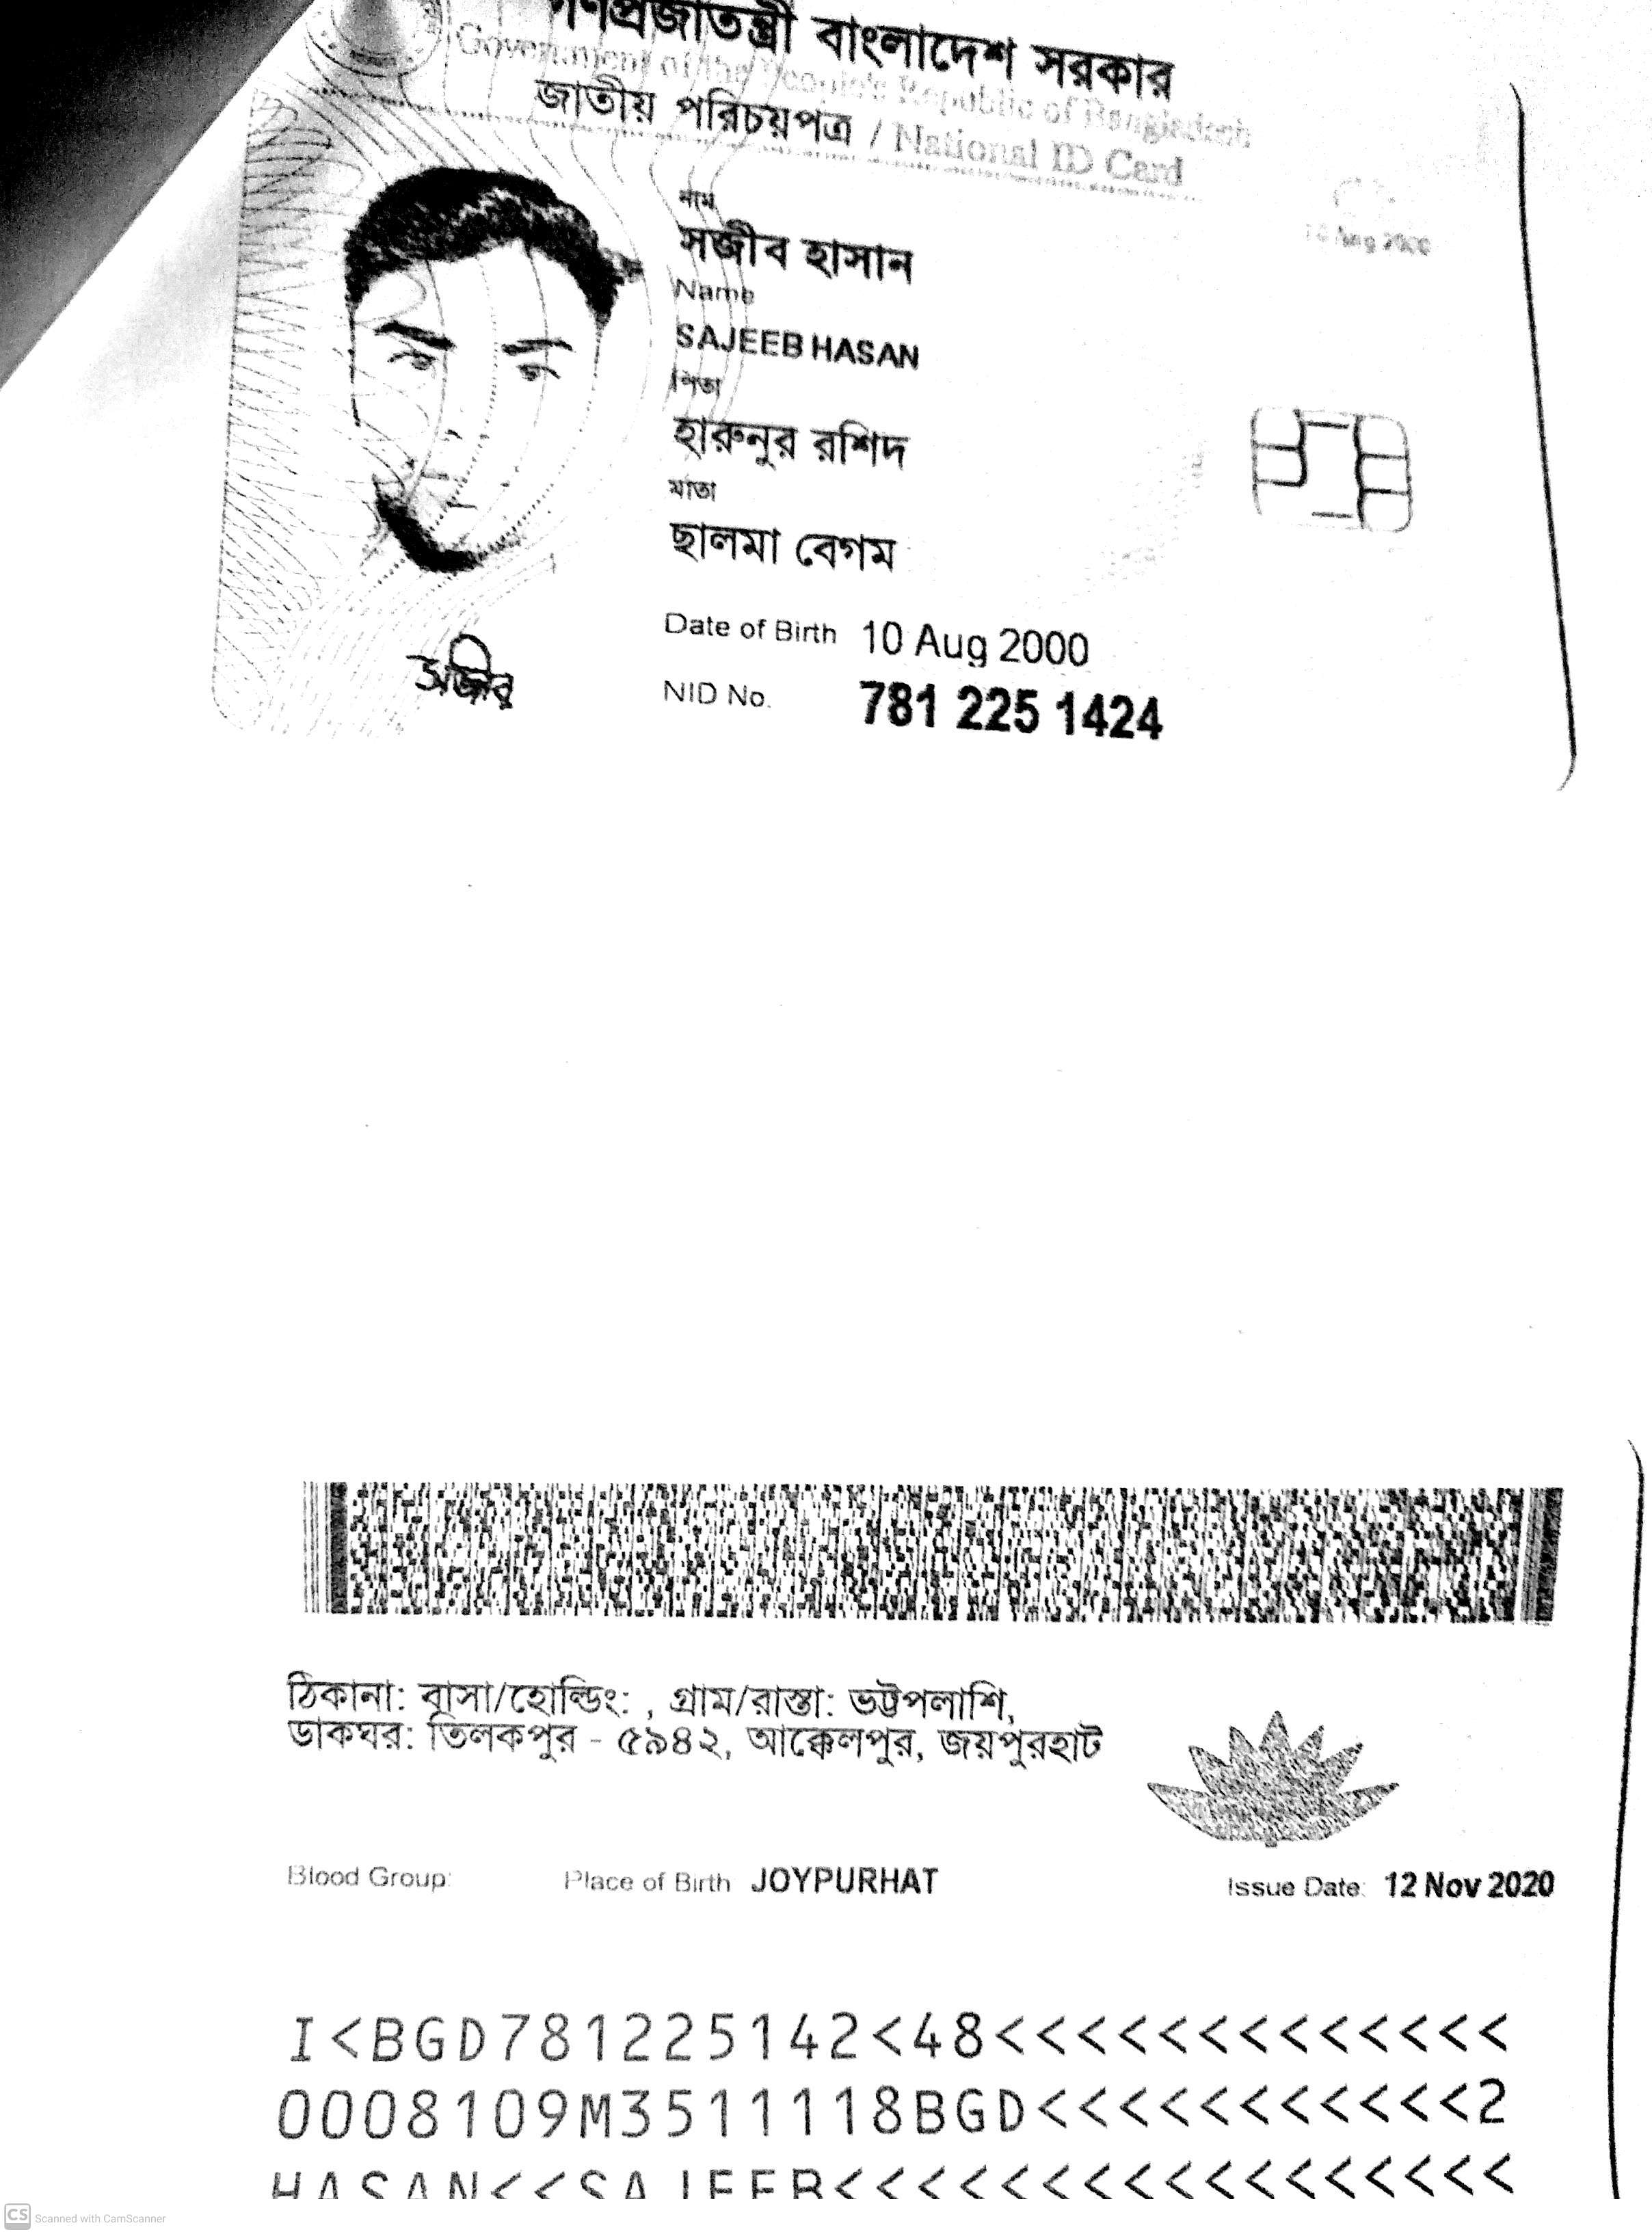 গণপ্রজাতন্ত্রী বাংলাদেশ সরকার
Government of the People's Republic of Bangladesh
জাতীয় পরিচয়পত্র / National ID Card
নাম
সজীব হাসান
Name
SAJEEB HASAN
পিতা
হারুনুর রশিদ
মাতা
ছালমা বেগম
Date of Birth 10 Aug 2000
NID No. 781 225 1424
10 Aug 2000
সজীব
ঠিকানা: বাসা/হোল্ডিং: , গ্রাম/রাস্তা: ভট্টপলাশি,
ডাকঘর: তিলকপুর - ৫৯৪২, আক্কেলপুর, জয়পুরহাট
Blood Group: Place of Birth JOYPURHAT Issue Date: 12 Nov 2020
I<BGD781225142<48<<<<<<<<<<<<<
0008109M3511118BGD<<<<<<<<<<<2
HASAN<<SAJEEB<<<<<<<<<<<<<<<<<
CS Scanned with CamScanner